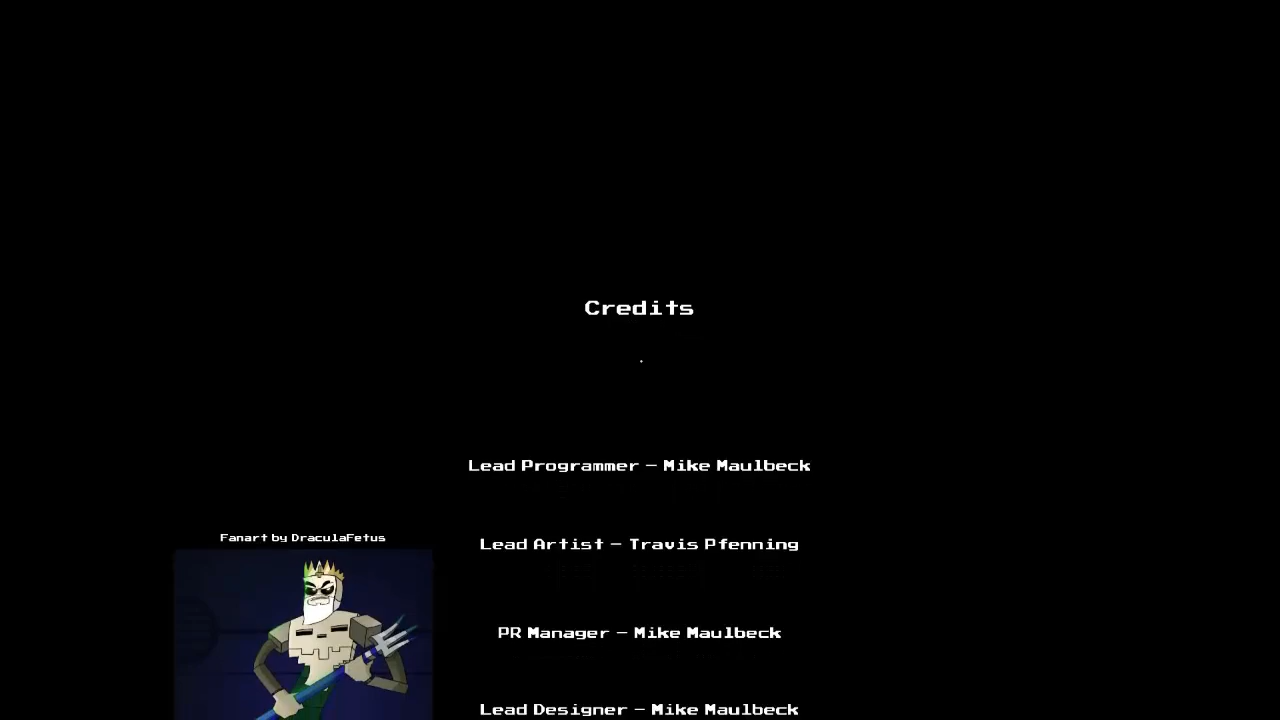 Credits
Lead Programmer - Mike Maulbeck
Fanart by DraculaFetus
Lead Artist - Travis Pfenning
PR Manager - Mike Maulbeck
Lead Designer - Mike Maulbeck